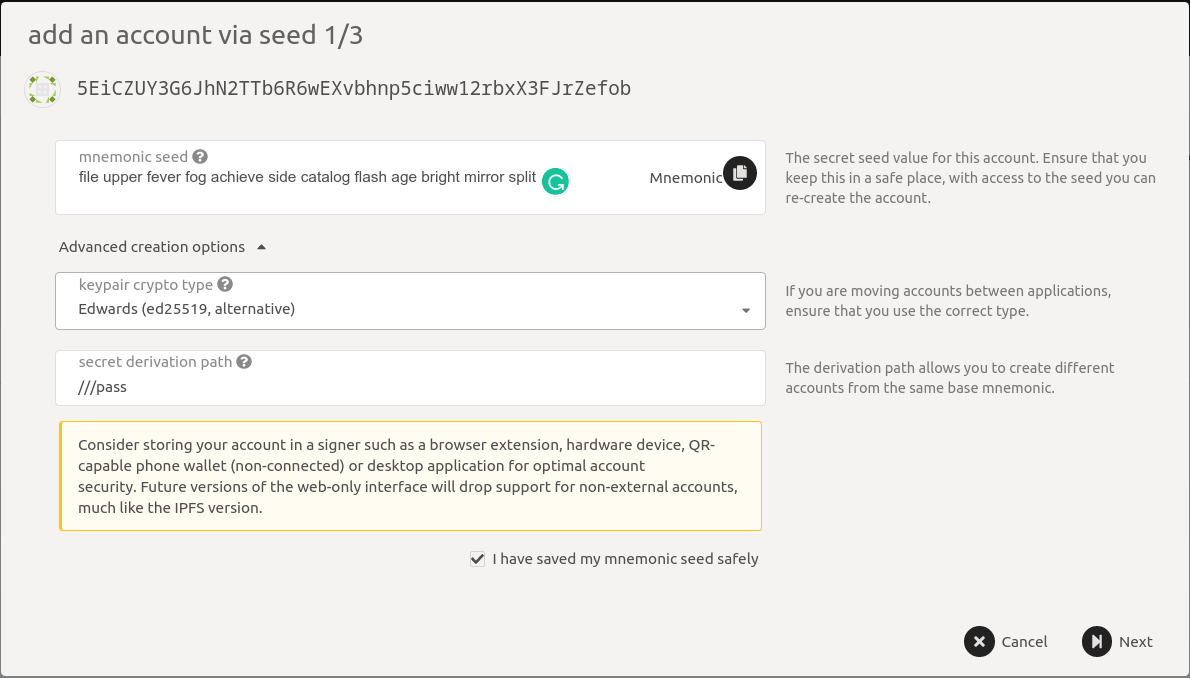 add an account via seed 1/3
5EiCZUY3G6JhN2TTb6R6wEXvbhnp5ciww12rbxX3FJrZefob
mnemonic seed
file upper fever fog achieve side catalog flash age bright mirror split
Mnemonic
The secret seed value for this account. Ensure that you
keep this in a safe place, with access to the seed you can
re-create the account.
Advanced creation options
keypair crypto type
Edwards (ed25519, alternative)
If you are moving accounts between applications,
ensure that you use the correct type.
secret derivation path
///pass
The derivation path allows you to create different
accounts from the same base mnemonic.
Consider storing your account in a signer such as a browser extension, hardware device, QR-
capable phone wallet (non-connected) or desktop application for optimal account
security. Future versions of the web-only interface will drop support for non-external accounts,
much like the IPFS version.
I have saved my mnemonic seed safely
Cancel
Next